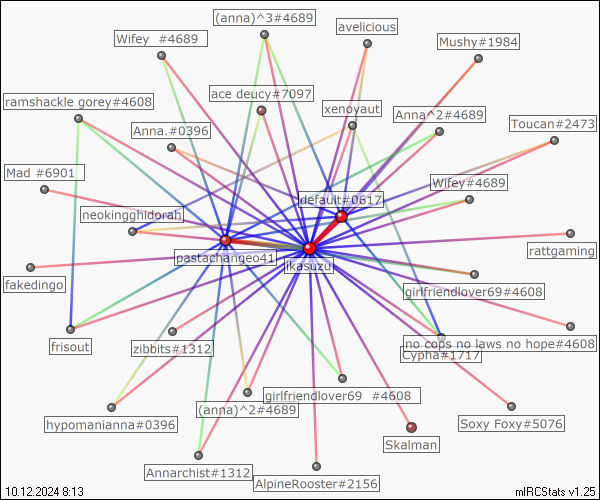 (anna)^3#4689
avelicious
Wifey  #4689
Mushy#1984
ace deucy#7097
ramshackle gorey#4608
xenoyaut
Anna^2#4689
Toucan#2473
Anna.#0396
Mad #6901
Wifey#4689
default#0617
neokingghidorah
rattgaming
pastachangeo41
ikasuzu
fakedingo
girlfriendlover69#4608
frisout
zibbits#1312
no cops no laws no hope#4608
Cypha#1717
girlfriendlover69  #4608
(anna)^2#4689
hypomanianna#0396
Soxy Foxy#5076
Skalman
Annarchist#1312
AlpineRooster#2156
10.12.2024 8:13
mIRCStats v1.25